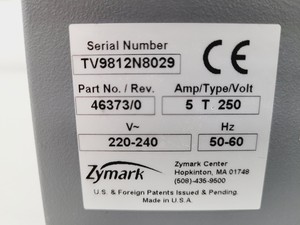 Serial Number
TV9812N8029
CE
Part No. / Rev.
Amp/Type/Volt
46373/0
5 T 250
V~
Hz
220-240
50-60
Zymark
Zymark Center
Hopkinton, MA 01748
(508)-435-9500
U.S. & Foreign Patents Issued & Pending.
Made in U.S.A.